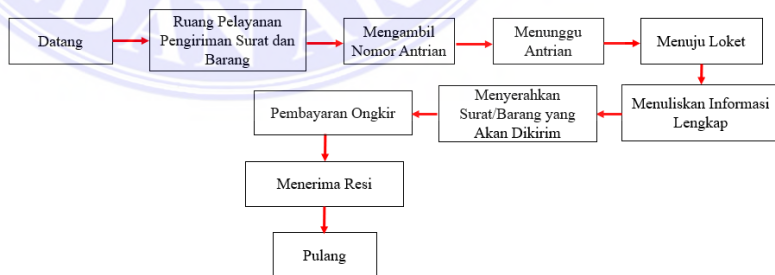 Datang
Ruang Pelayanan
Pengiriman Surat dan
Barang
Mengambil
Nomor Antrian
Menunggu
Antrian
Menuju Loket
Menuliskan Informasi
Lengkap
Menyerahkan
Surat/Barang yang
Akan Dikirim
Pembayaran Ongkir
Menerima Resi
Pulang